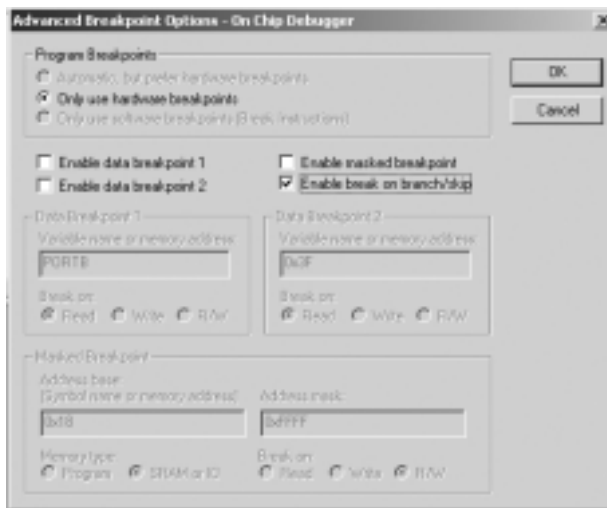 Advanced Breakpoint Options - On Chip Debugger
Program Breakpoints
Automatic, but prefer hardware breakpoints
Only use hardware breakpoints
Only use software breakpoints (Break Instructions)
OK
Cancel
Enable data breakpoint 1
Enable masked breakpoint
Enable data breakpoint 2
Enable break on branch/skip
Data Breakpoint 1
Data Breakpoint 2
Variable name or memory address:
Variable name or memory address:
PORTB
0x3F
Break on:
Break on:
Read Write R/W
Read Write R/W
Masked Breakpoint
Address base:
(Symbol name or memory address)
Address mask:
0x18
0xFFFF
Memory type:
Break on:
Program SRAM or IO
Read Write R/W